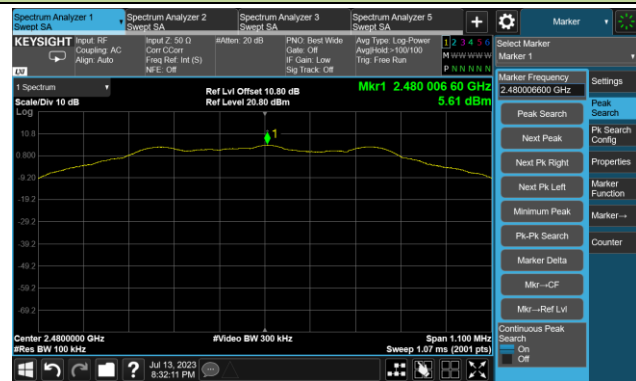 Spectrum Analyzer 1
Swept SA
Spectrum Analyzer 2
Swept SA
Spectrum Analyzer 3
Swept SA
Spectrum Analyzer 5
Swept SA
+
Marker
KEYSIGHT
Input: RF
Coupling: AC
Align: Auto
Input Z: 50 Ω
Corr CCorr
Freq Ref: Int (S)
NFE: Off
#Atten: 20 dB
PNO: Best Wide
Gate: Off
IF Gain: Low
Sig Track: Off
Avg Type: Log-Power
Avg|Hold:>100/100
Trig: Free Run
1 2 3 4 5 6
M W W W W W
P N N N N N
LXI
Select Marker
Marker 1
1 Spectrum
Scale/Div 10 dB
Log
Ref Lvl Offset 10.80 dB
Ref Level 20.80 dBm
Mkr1 2.480 006 60 GHz
5.61 dBm
1
10.8
0.800
-9.20
-19.2
-29.2
-39.2
-49.2
-59.2
-69.2
Center 2.4800000 GHz
#Res BW 100 kHz
#Video BW 300 kHz
Span 1.100 MHz
Sweep 1.07 ms (2001 pts)
Marker Frequency
2.480006600 GHz
Peak Search
Next Peak
Next Pk Right
Next Pk Left
Minimum Peak
Pk-Pk Search
Marker Delta
Mkr→CF
Mkr→Ref Lvl
Continuous Peak
Search
On
Off
Settings
Peak
Search
Pk Search
Config
Properties
Marker
Function
Marker→
Counter
?
Jul 13, 2023
8:32:11 PM